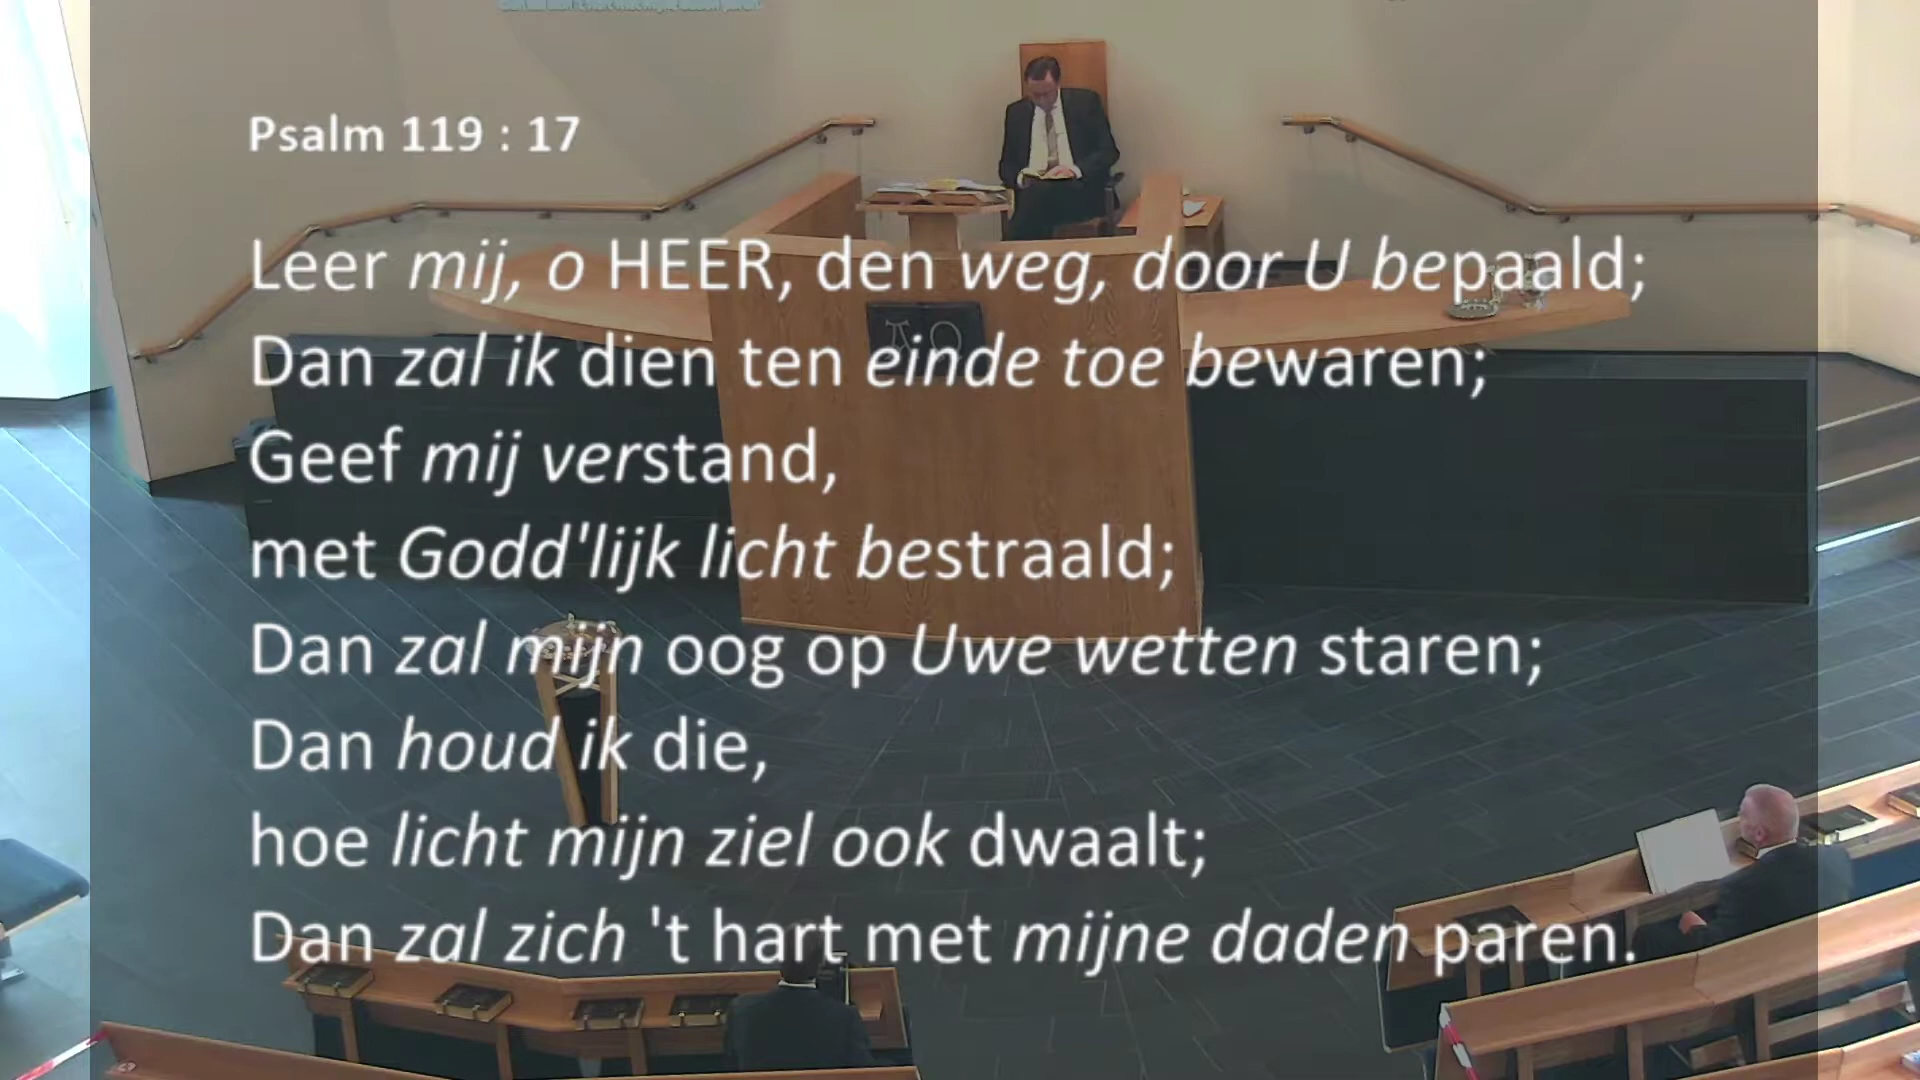 Psalm 119 : 17
Leer mij, o HEER, den weg, door U bepaald;
Dan zal ik dien ten einde toe bewaren;
Geef mij verstand,
met Godd'lijk licht bestraald;
Dan zal mijn oog op Uwe wetten staren;
Dan houd ik die,
hoe licht mijn ziel ook dwaalt;
Dan zal zich 't hart met mijne daden paren.